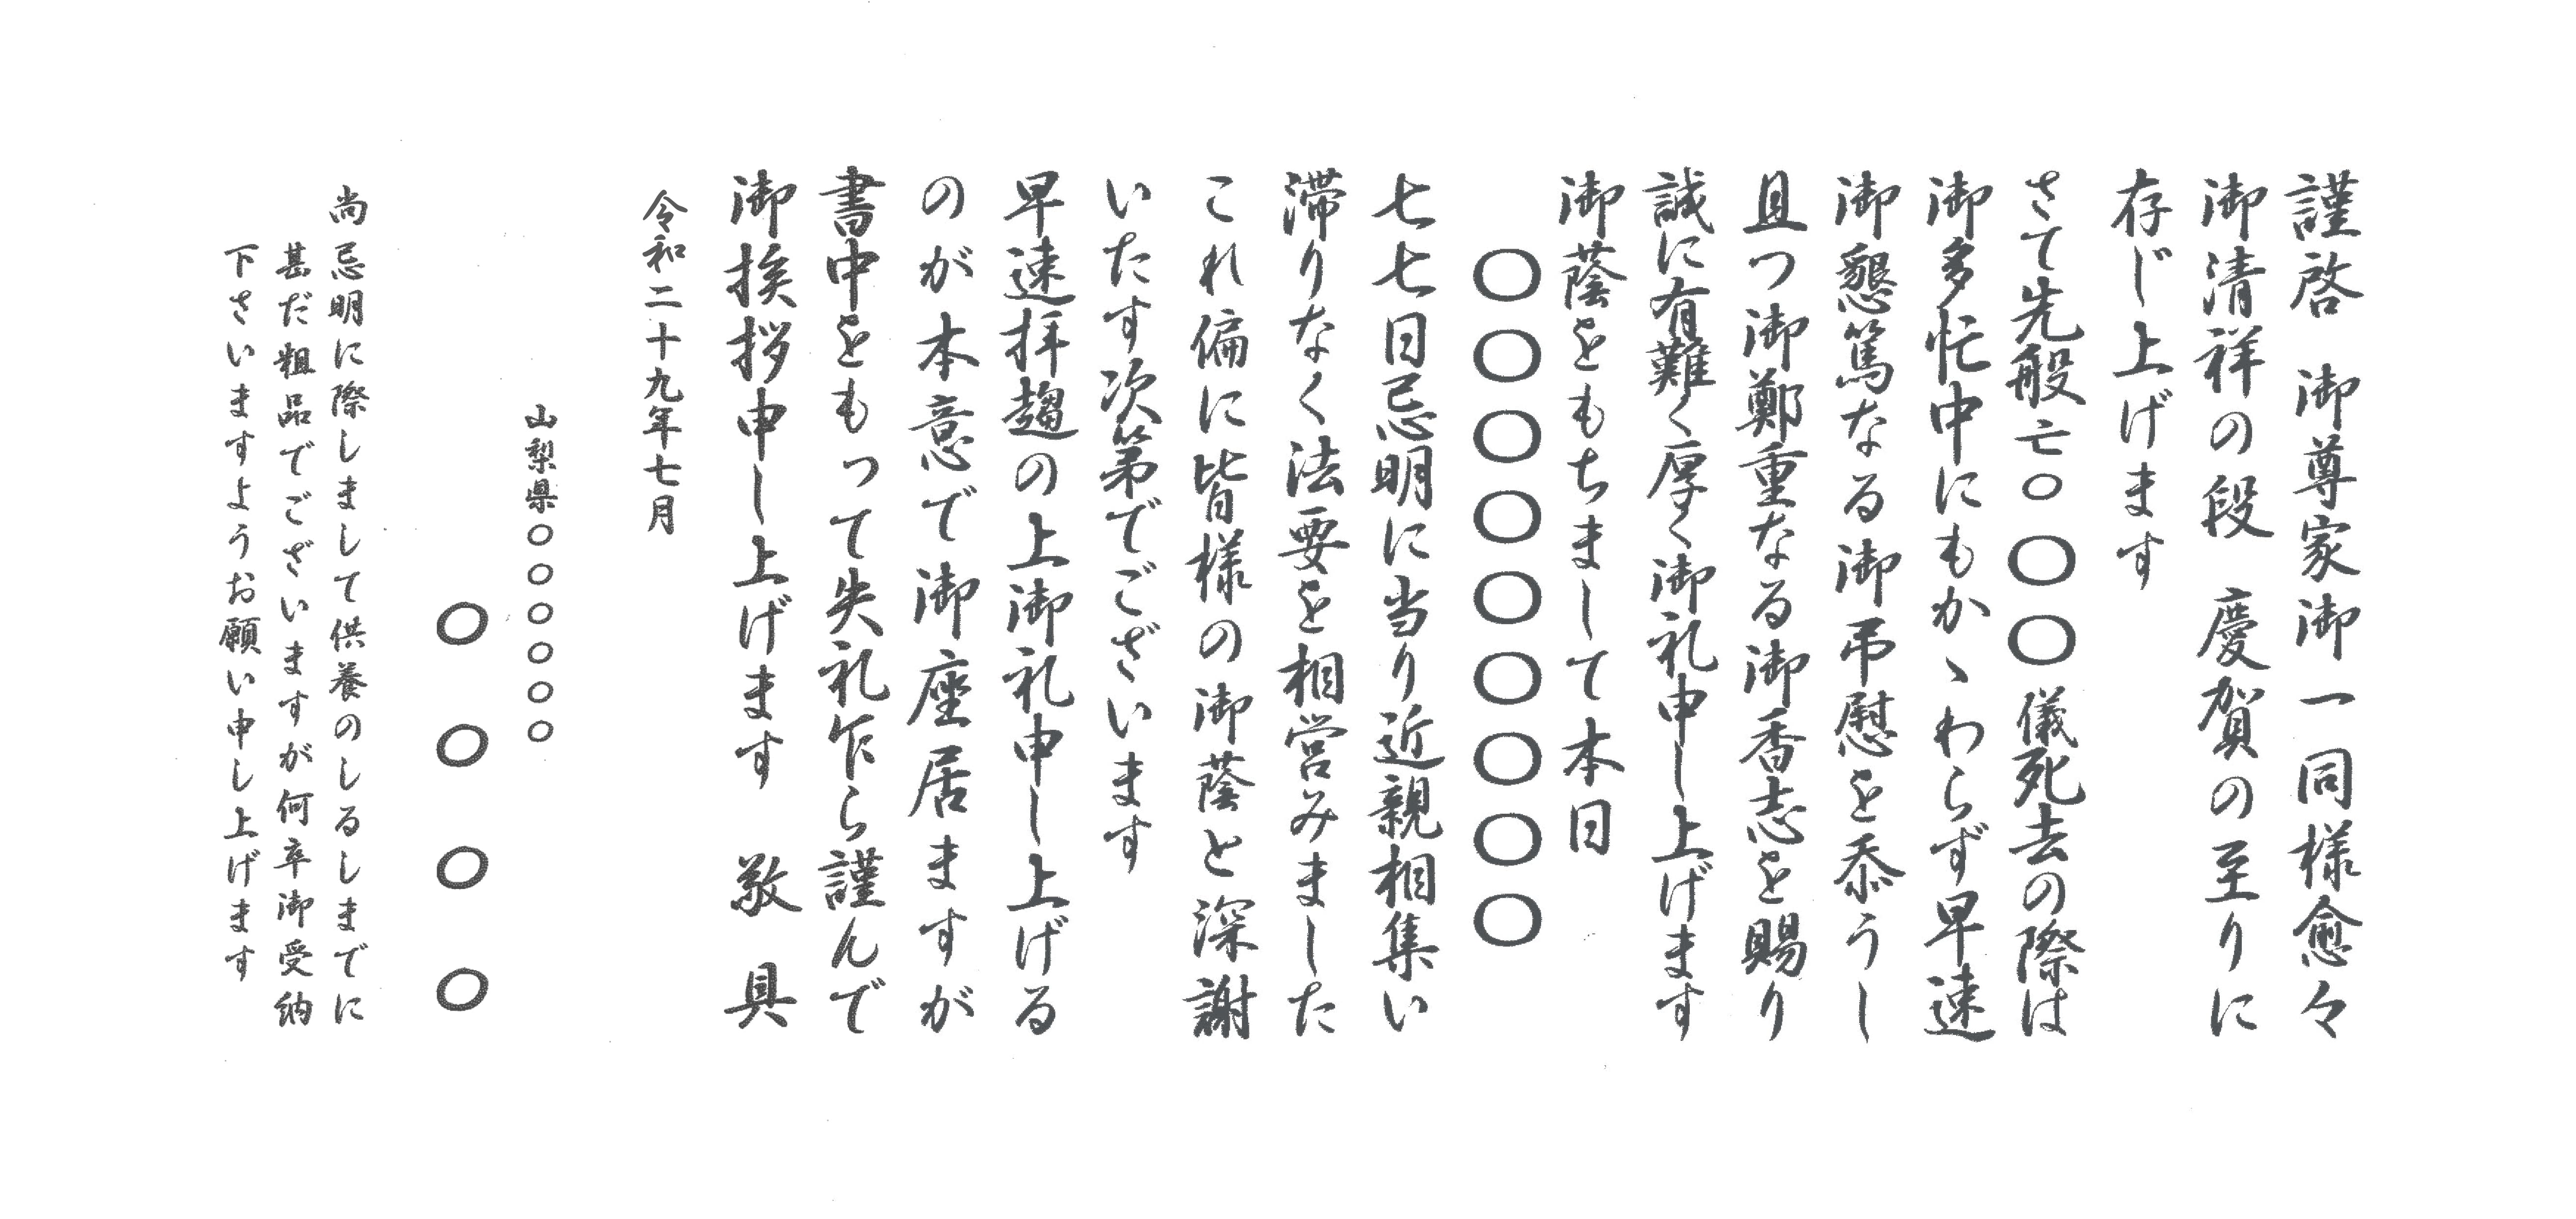 謹啓　御尊家御一同様愈々
御清祥の段　慶賀の至りに
存じ上げます
さて先般亡○○○儀死去の際は
御多忙中にもかゝわらず早速
御懇篤なる御弔慰を忝うし
且つ御鄭重なる御香志を賜り
誠に有難く厚く御礼申し上げます
御蔭をもちまして本日
○○○○○○○○○
七七日忌明に当り近親相集い
滞りなく法要を相営みました
これ偏に皆様の御蔭と深謝
いたす次第でございます
早速拝趨の上御礼申し上げる
のが本意で御座居ますが
書中をもって失礼乍ら謹んで
御挨拶申し上げます　敬具
令和二十九年七月
山梨県○○○○○○
○○○○
尚忌明に際しまして供養のしるしまでに
甚だ粗品でございますが何卒御受納
下さいますようお願い申し上げます